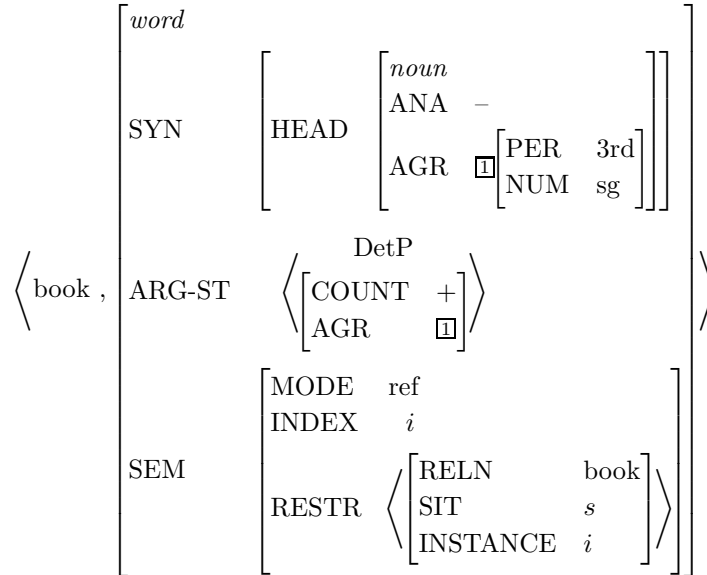 word
SYN HEAD noun
ANA –
AGR 1 PER 3rd
NUM sg
⟨ book , ARG-ST ⟨ DetP
COUNT +
AGR 1 ⟩
SEM MODE ref
INDEX i
RESTR ⟨ RELN book
SIT s
INSTANCE i ⟩ ⟩